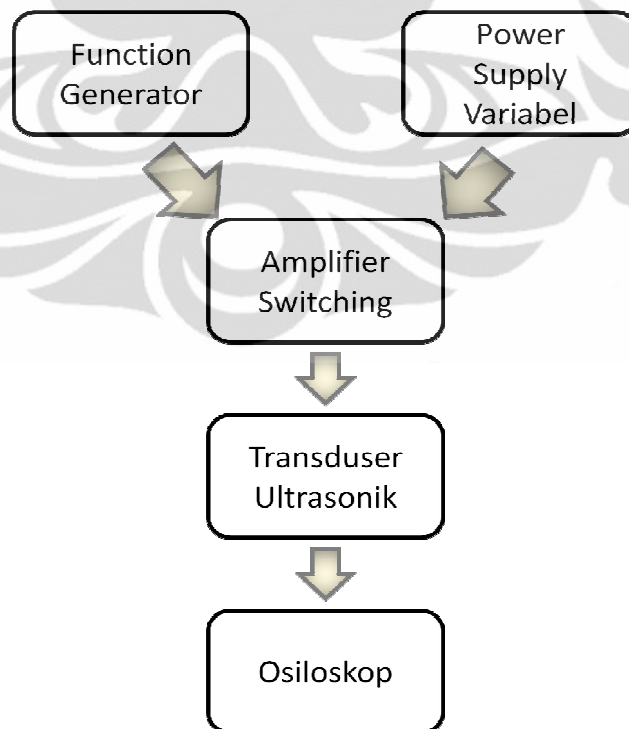 Function
Generator
Power
Supply
Variabel
Amplifier
Switching
Transduser
Ultrasonik
Osiloskop